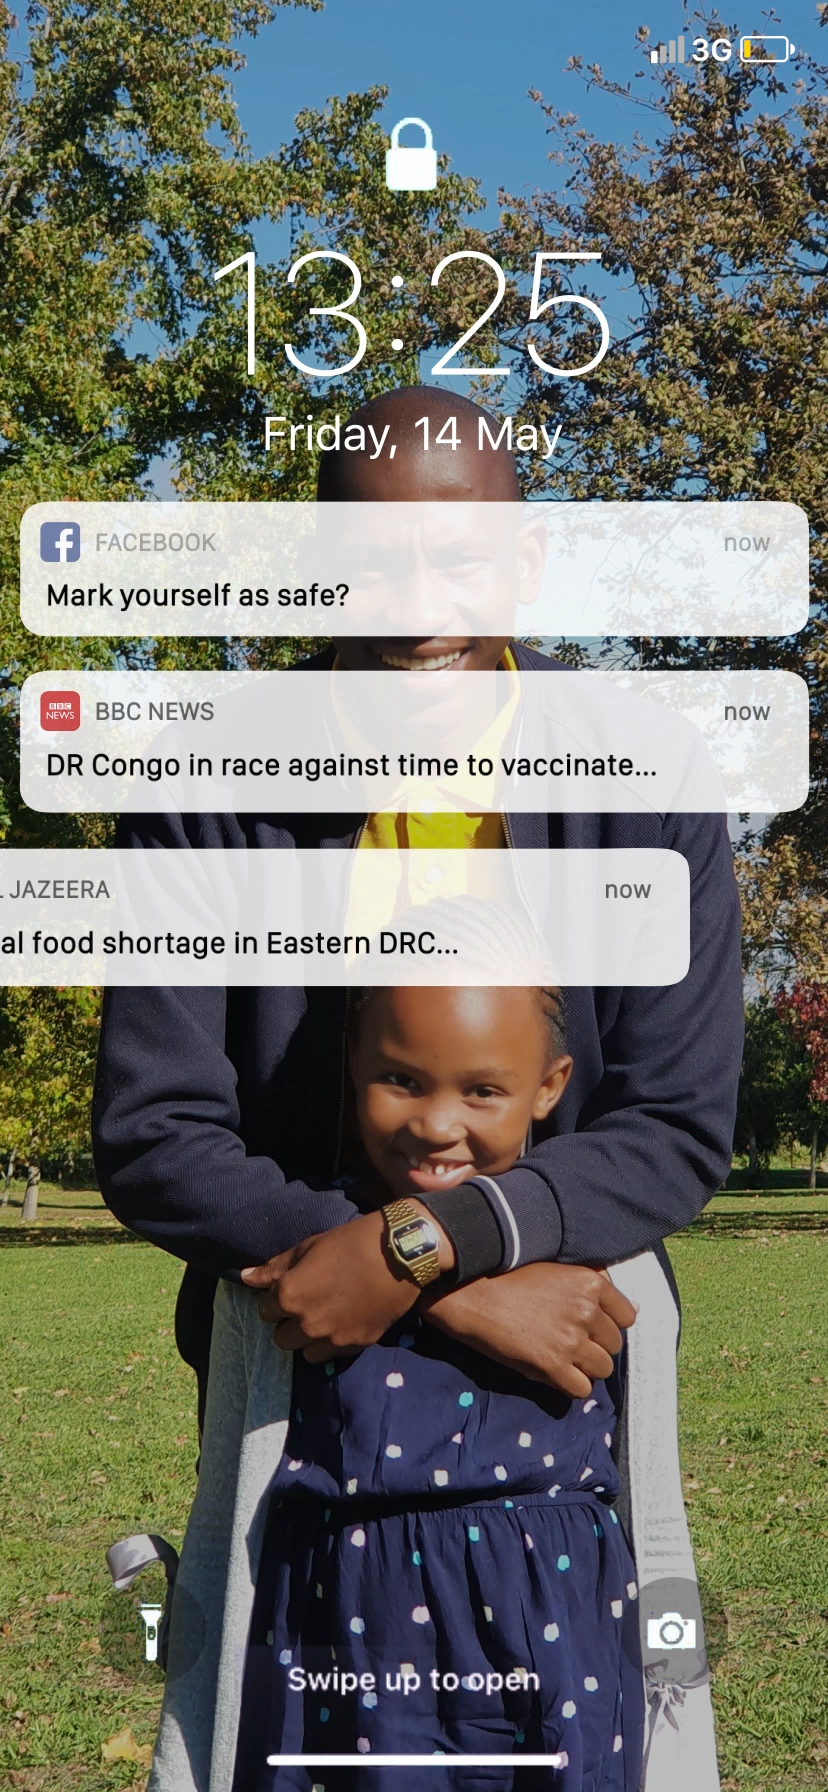 3G
13:25
Friday, 14 May
FACEBOOK now
Mark yourself as safe?
BBC NEWS now
DR Congo in race against time to vaccinate...
JAZEERA now
al food shortage in Eastern DRC...
Swipe up to open